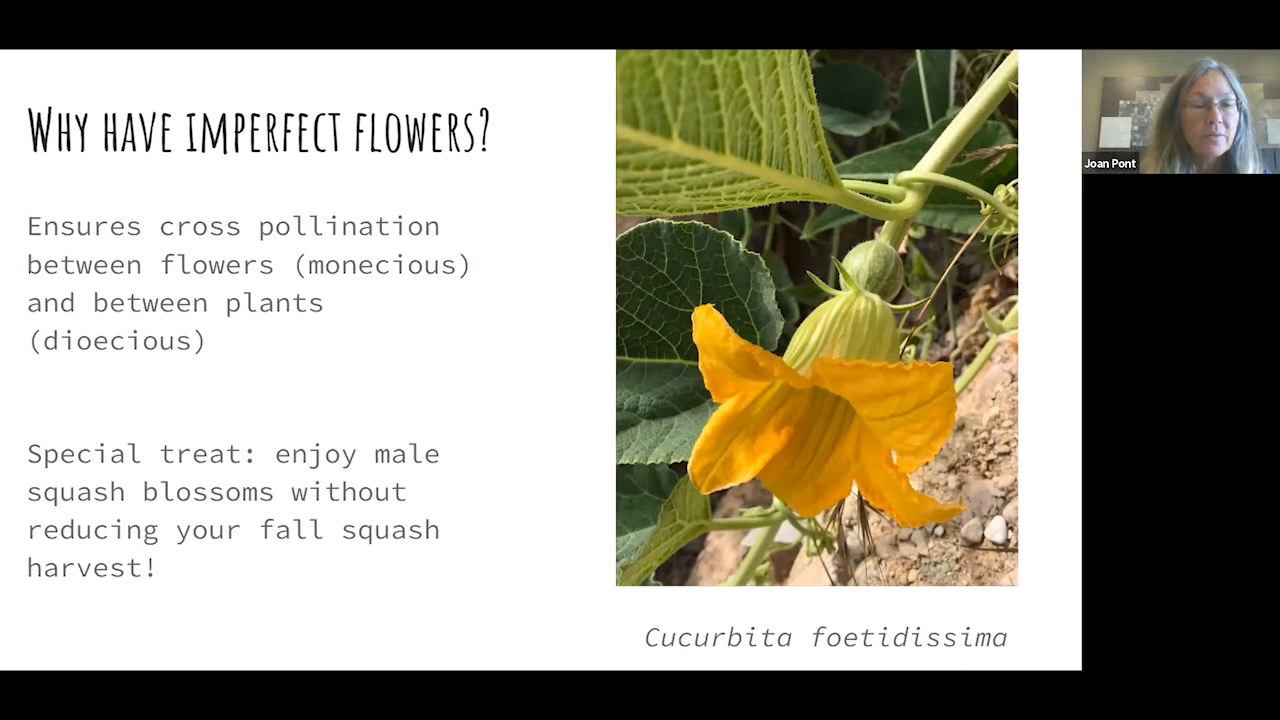 WHY HAVE IMPERFECT FLOWERS?
Ensures cross pollination
between flowers (monecious)
and between plants
(dioecious)
Special treat: enjoy male
squash blossoms without
reducing your fall squash
harvest!
Cucurbita foetidissima
Joan Pont